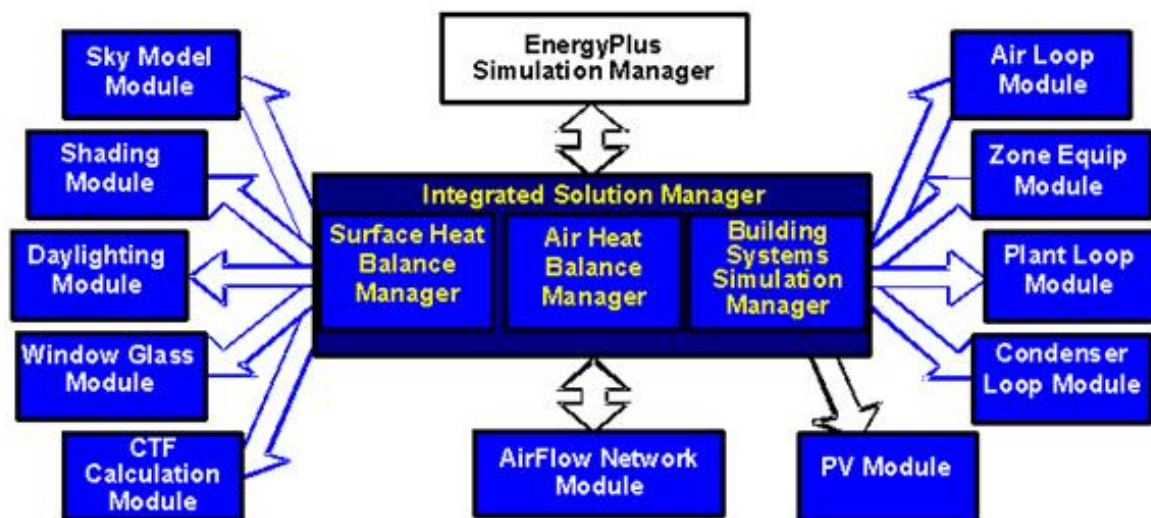 EnergyPlus
Simulation Manager
Sky Model
Module
Shading
Module
Daylighting
Module
Window Glass
Module
CTF
Calculation
Module
Integrated Solution Manager
Surface Heat
Balance
Manager
Air Heat
Balance
Manager
Building
Systems
Simulation
Manager
AirFlow Network
Module
PV Module
Air Loop
Module
Zone Equip
Module
Plant Loop
Module
Condenser
Loop Module